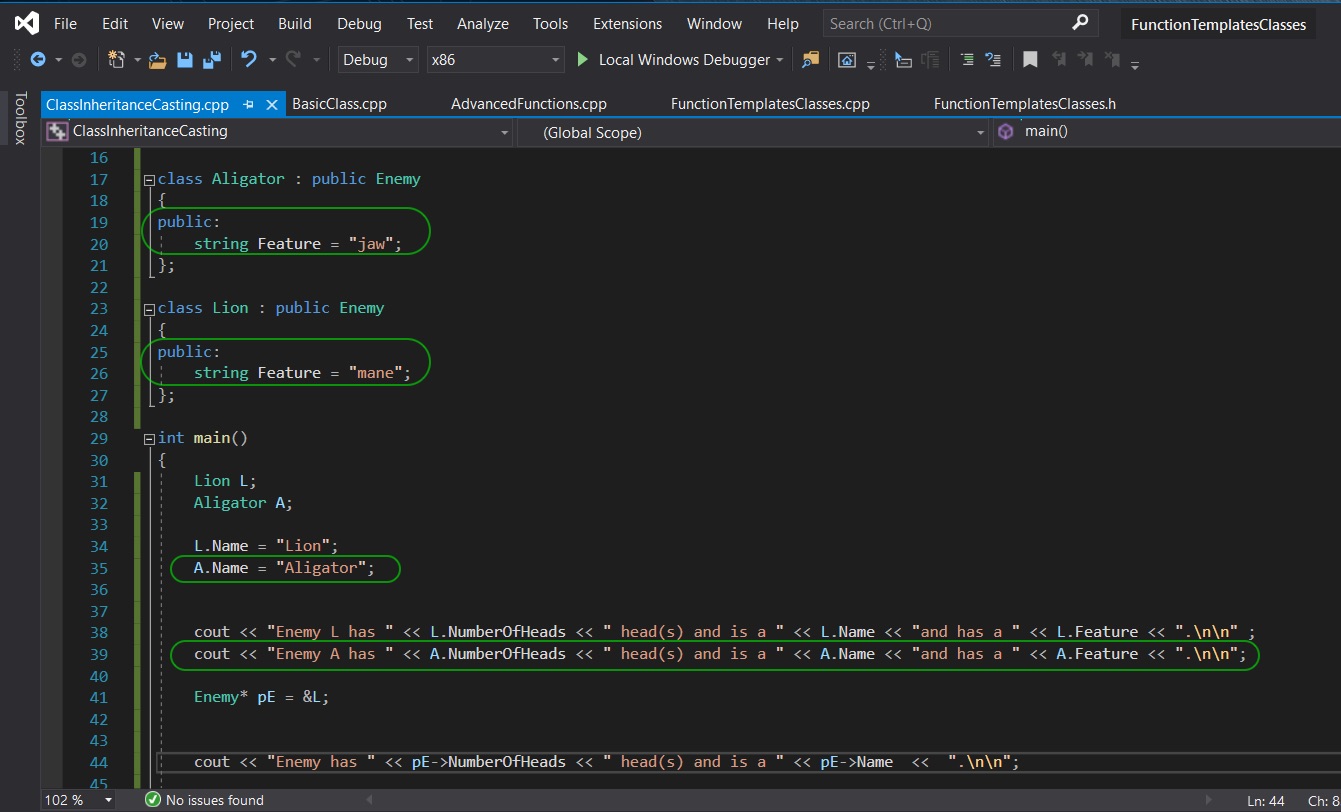 File Edit View Project Build Debug Test Analyze Tools Extensions Window Help Search (Ctrl+Q) FunctionTemplatesClasses
Debug x86 Local Windows Debugger
Toolbox
ClassInheritanceCasting.cpp BasicClass.cpp AdvancedFunctions.cpp FunctionTemplatesClasses.cpp FunctionTemplatesClasses.h
ClassInheritanceCasting (Global Scope) main()
16
17 class Aligator : public Enemy
18 {
19 public:
20 string Feature = "jaw";
21 };
22
23 class Lion : public Enemy
24 {
25 public:
26 string Feature = "mane";
27 };
28
29 int main()
30 {
31 Lion L;
32 Aligator A;
33
34 L.Name = "Lion";
35 A.Name = "Aligator";
36
37
38 cout << "Enemy L has " << L.NumberOfHeads << " head(s) and is a " << L.Name << "and has a " << L.Feature << ".\n\n" ;
39 cout << "Enemy A has " << A.NumberOfHeads << " head(s) and is a " << A.Name << "and has a " << A.Feature << ".\n\n";
40
41 Enemy* pE = &L;
42
43
44 cout << "Enemy has " << pE->NumberOfHeads << " head(s) and is a " << pE->Name << ".\n\n";
45
102 % No issues found Ln: 44 Ch: 8